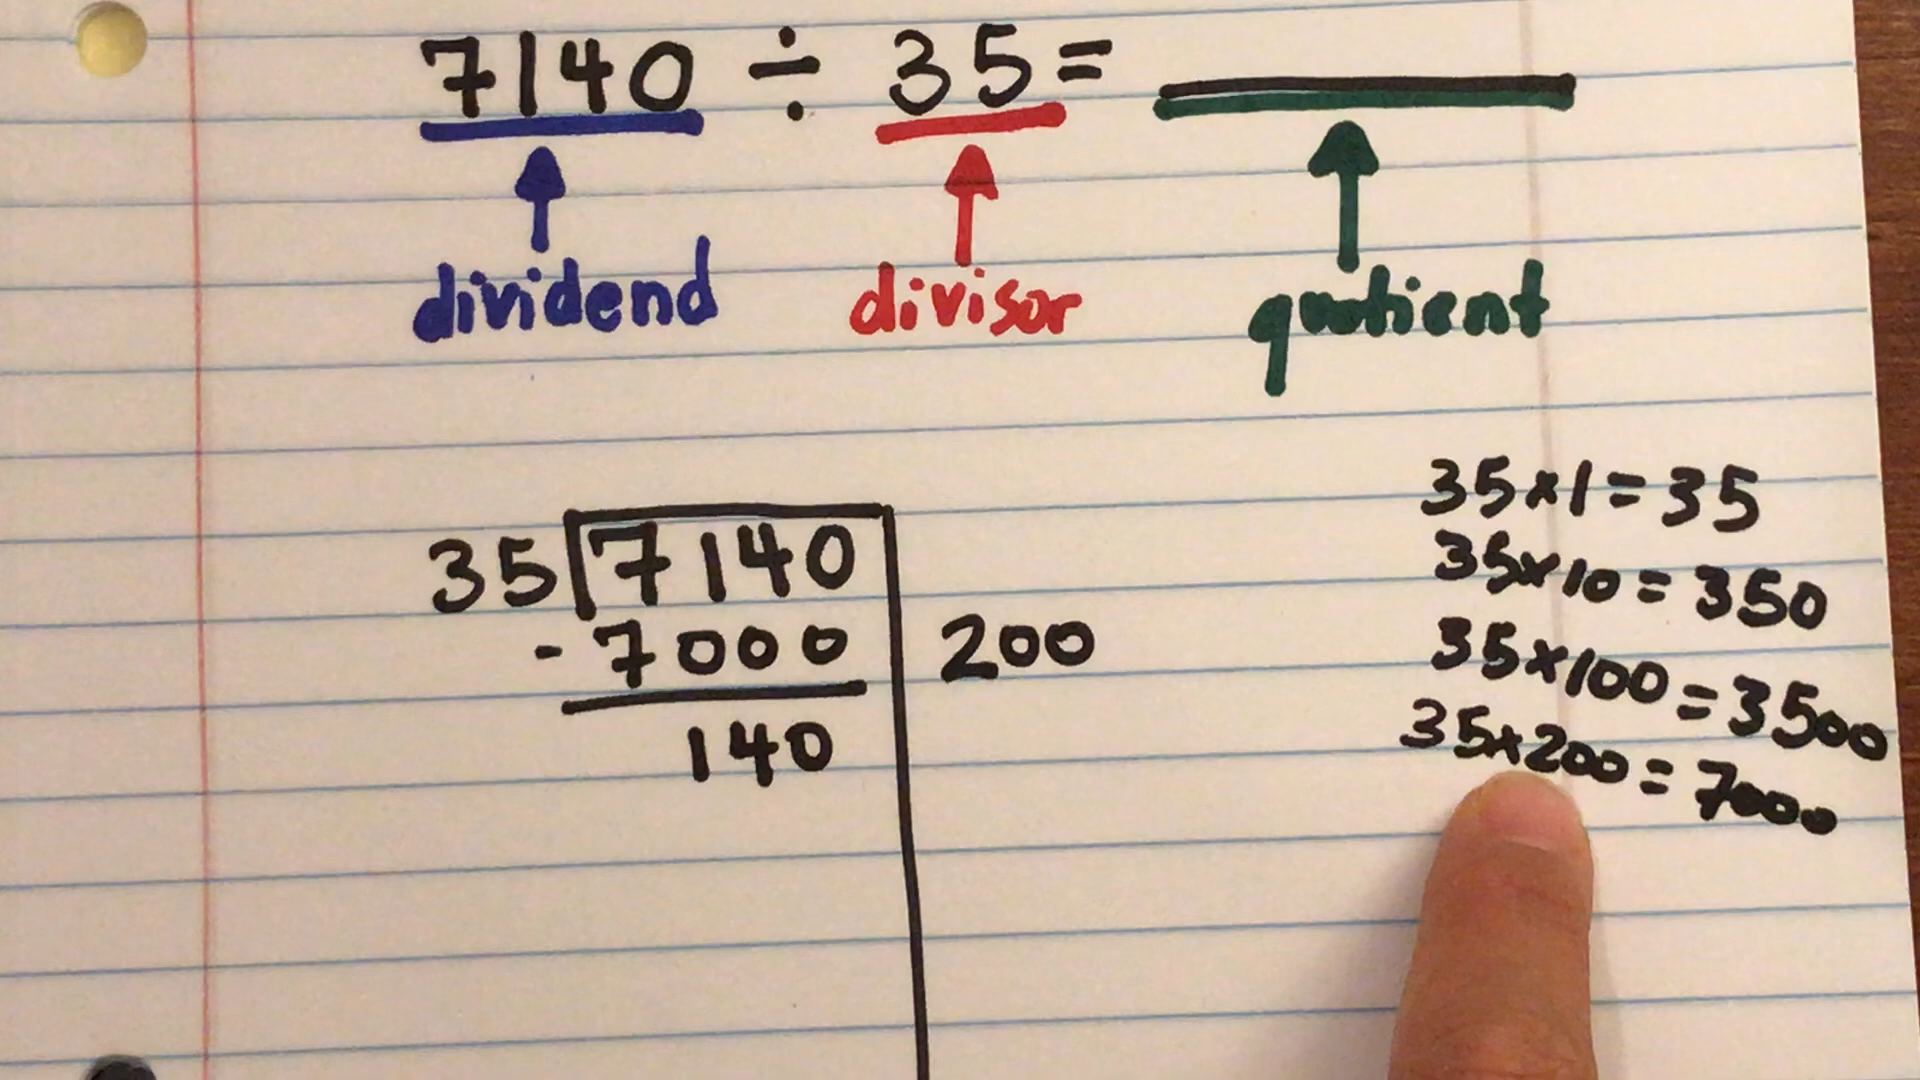 7140 ÷ 35 =
dividend divisor quotient
35 x 1 = 35
35 x 10 = 350
35 x 100 = 3500
35 x 200 = 7000
35 7140
- 7000 200
140